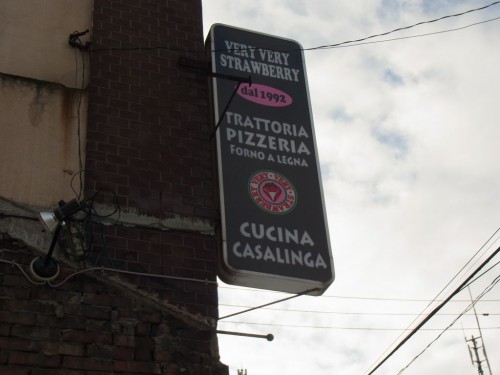 VERY VERY
STRAWBERRY
dal 1992
TRATTORIA
PIZZERIA
FORNO A LEGNA
CUCINA
CASALINGA